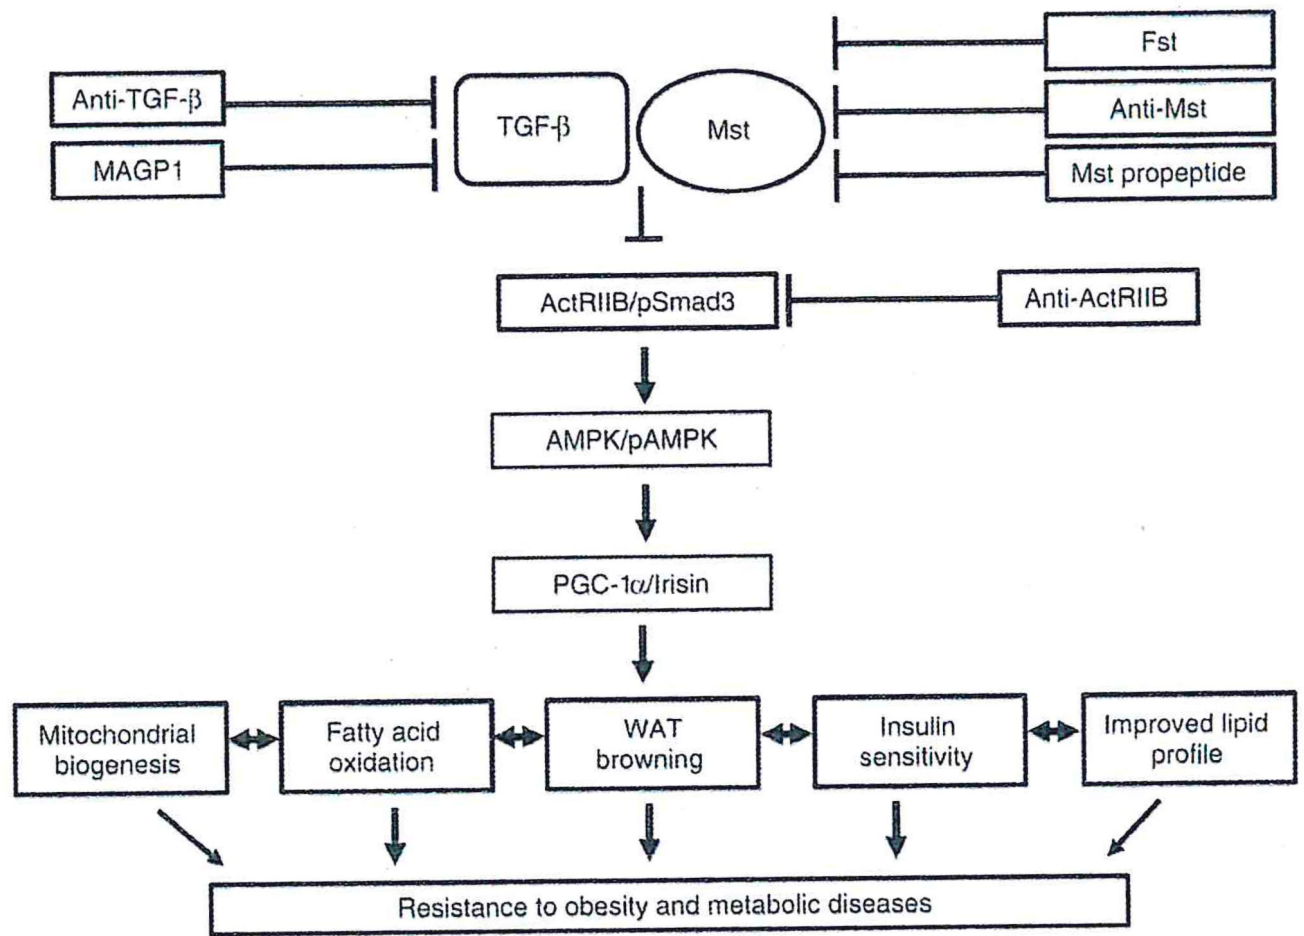 Fst
Anti-TGF-β
TGF-β
Mst
Anti-Mst
MAGP1
Mst propeptide
ActRIIB/pSmad3
Anti-ActRIIB
AMPK/pAMPK
PGC-1α/Irisin
Mitochondrial
biogenesis
Fatty acid
oxidation
WAT
browning
Insulin
sensitivity
Improved lipid
profile
Resistance to obesity and metabolic diseases